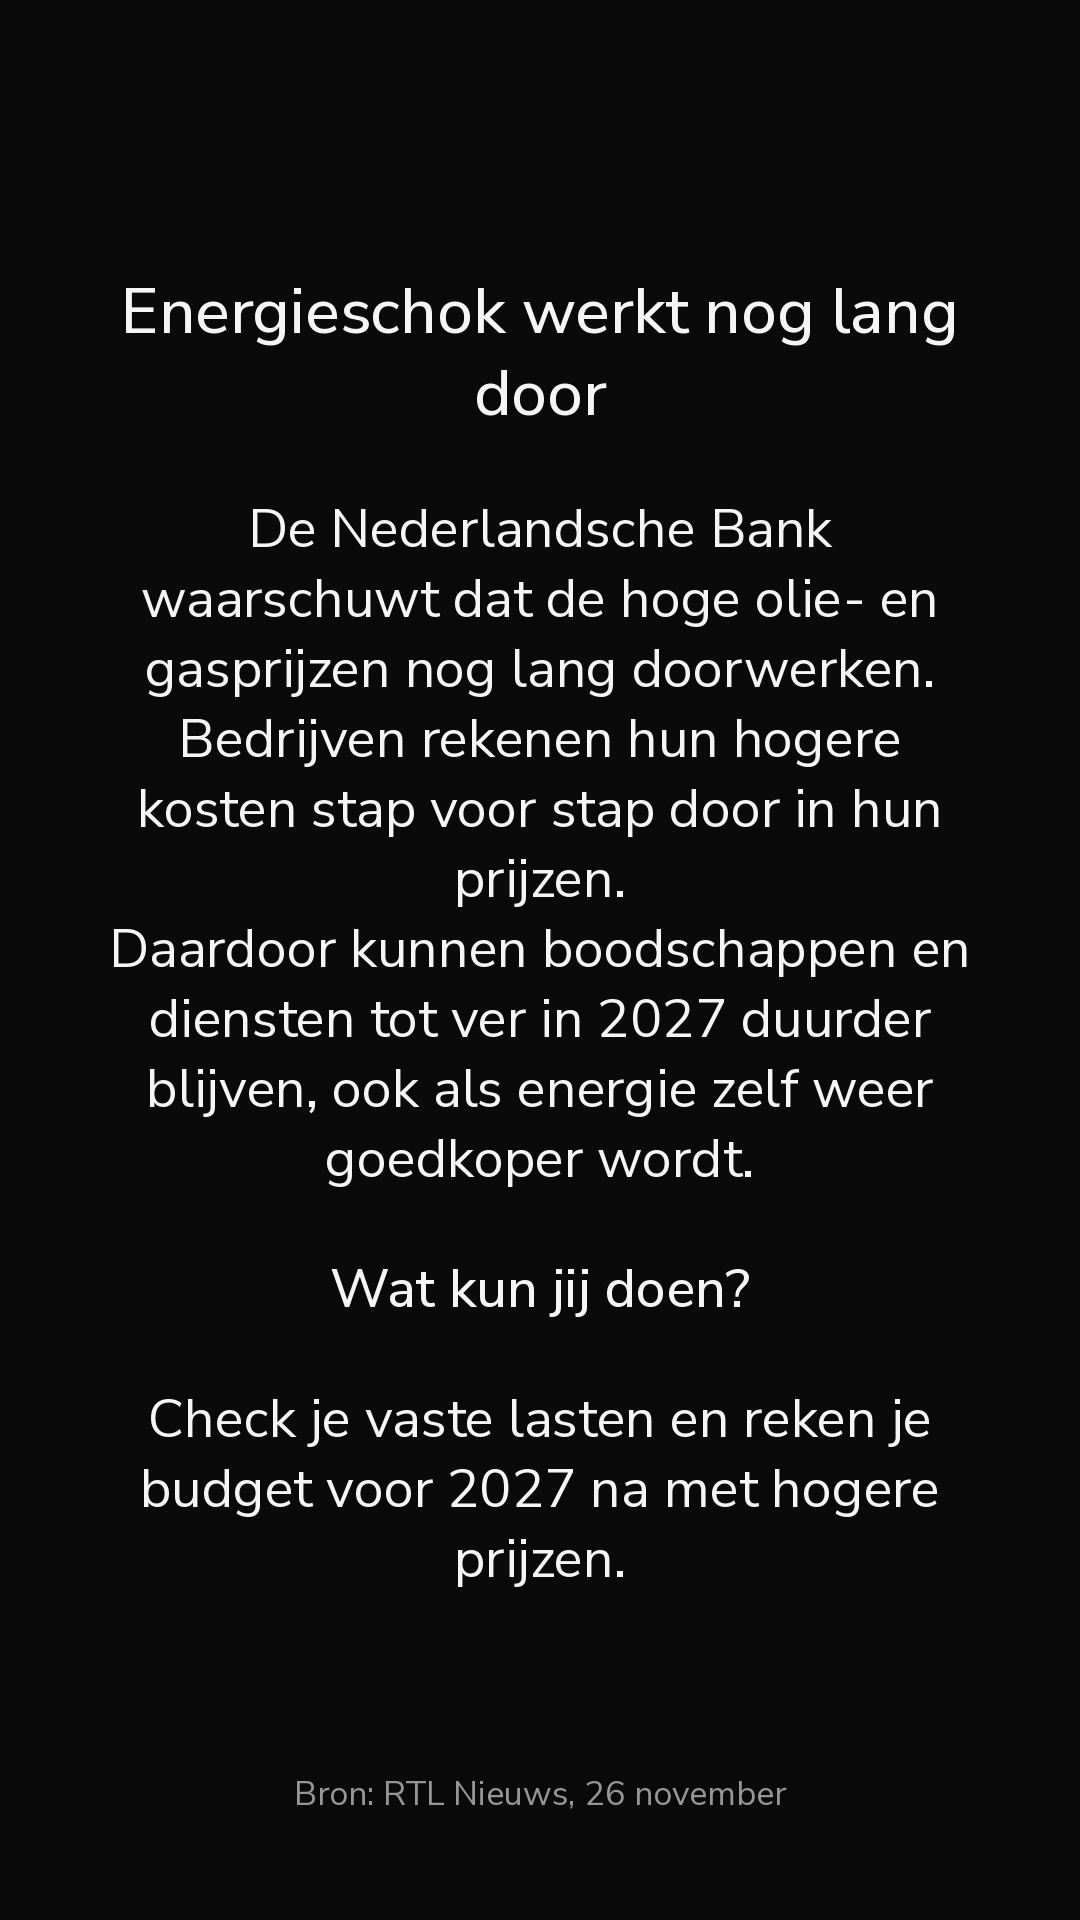 Energieschok werkt nog lang
door
De Nederlandsche Bank
waarschuwt dat de hoge olie- en
gasprijzen nog lang doorwerken.
Bedrijven rekenen hun hogere
kosten stap voor stap door in hun
prijzen.
Daardoor kunnen boodschappen en
diensten tot ver in 2027 duurder
blijven, ook als energie zelf weer
goedkoper wordt.
Wat kun jij doen?
Check je vaste lasten en reken je
budget voor 2027 na met hogere
prijzen.
Bron: RTL Nieuws, 26 november